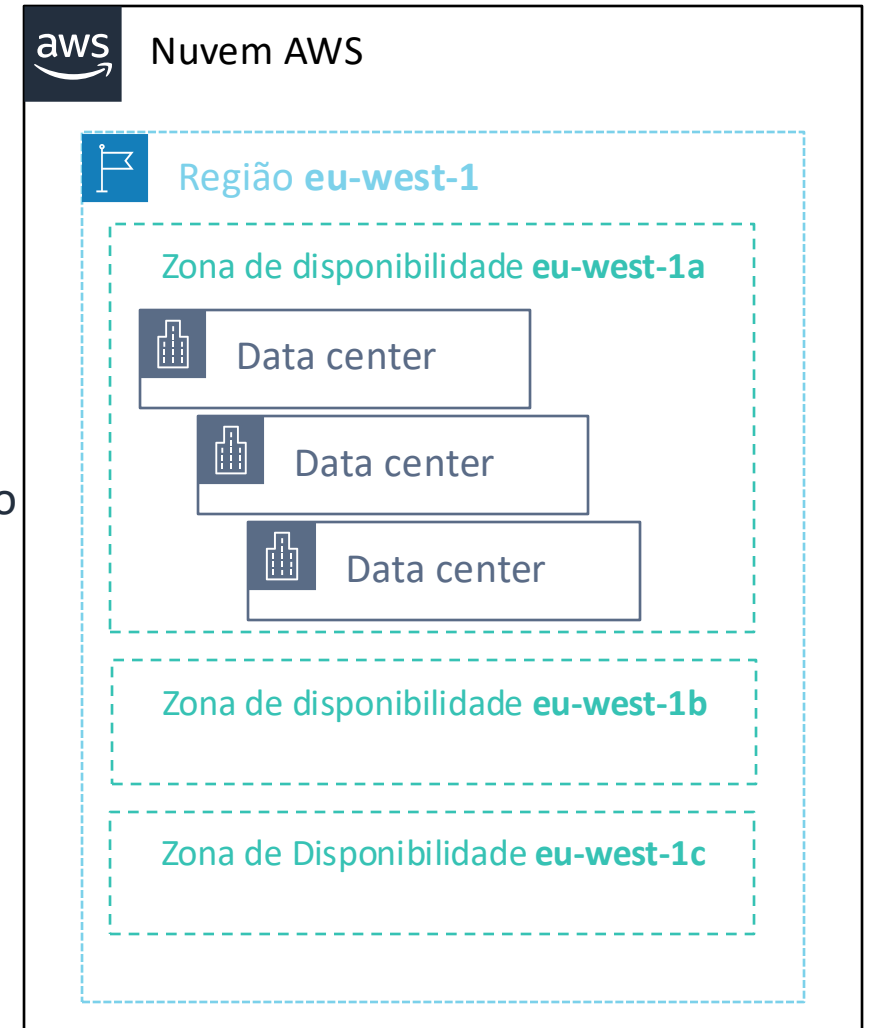 aws
Nuvem AWS
Região eu-west-1
Zona de disponibilidade eu-west-1a
Data center
Data center
o
Data center
Zona de disponibilidade eu-west-1b
Zona de Disponibilidade eu-west-1c